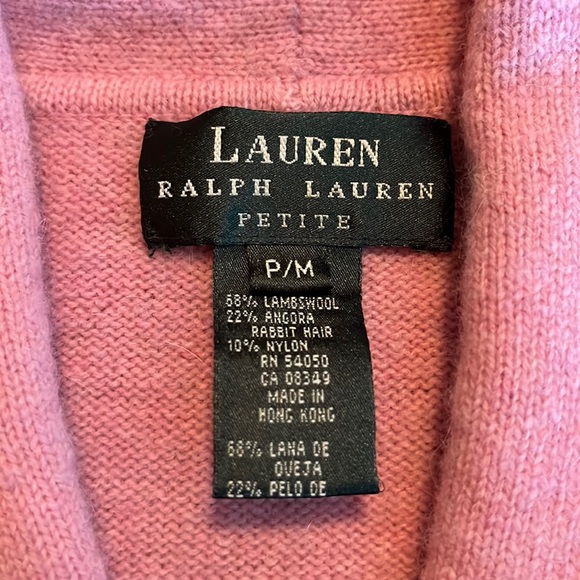 LAUREN
RALPH LAUREN
PETITE
P/M
68% LAMBSWOOL
22% ANGORA
RABBIT HAIR
10% NYLON
RN 54050
CA 08349
MADE IN
HONG KONG
68% LANA DE
OVEJA
22% PELO DE